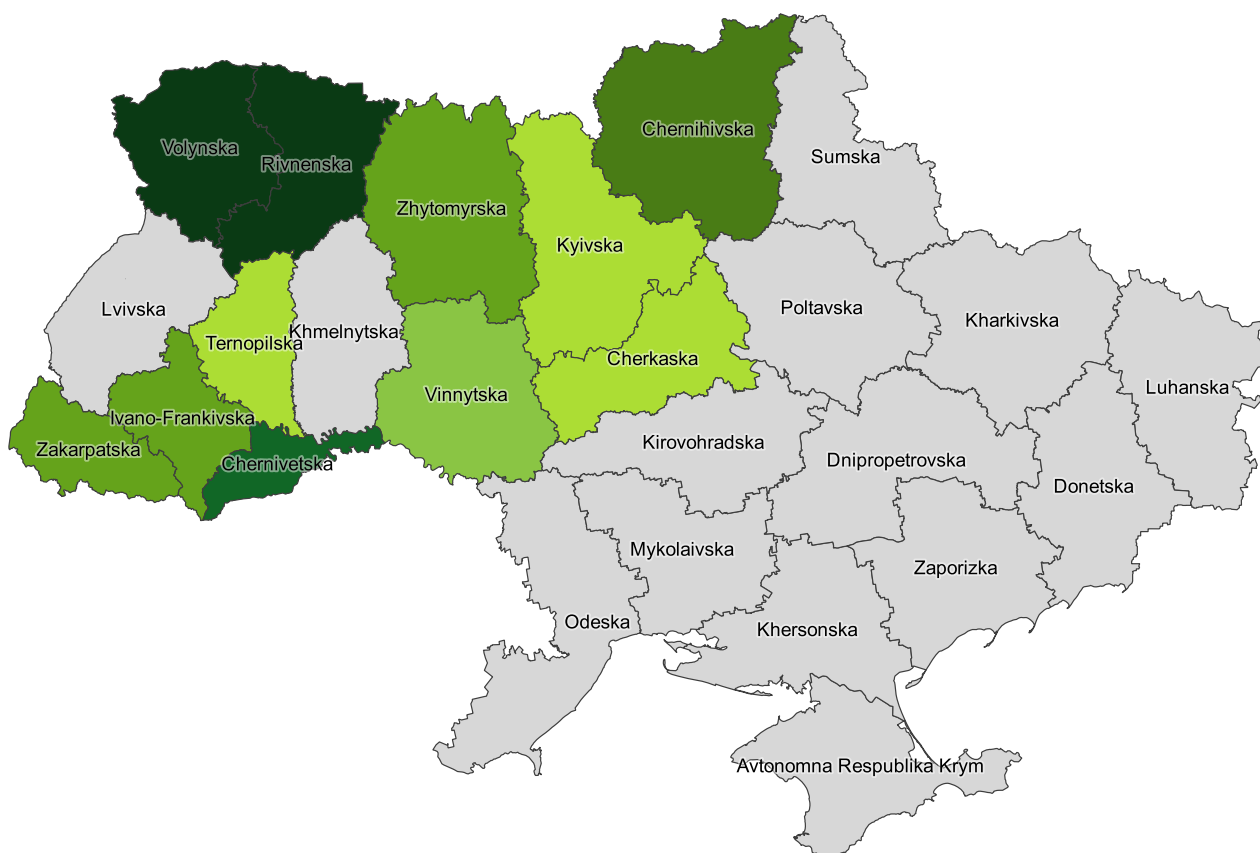 Chernihivska
Volynska
Rivnenska
Sumska
Zhytomyrska
Kyivska
Lvivska
Ternopilska
Khmelnytska
Poltavska
Kharkivska
Cherkaska
Luhanska
Vinnytska
Ivano-Frankivska
Zakarpatska
Chernivetska
Kirovohradska
Dnipropetrovska
Donetska
Mykolaivska
Zaporizka
Odeska
Khersonska
Avtonomna Respublika Krym